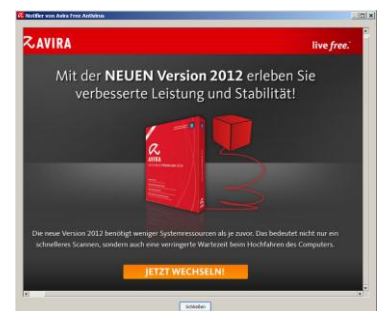 Notifier von Avira Free Antivirus
AVIRA
live free.™
Mit der NEUEN Version 2012 erleben Sie
verbesserte Leistung und Stabilität!
AVIRA
Die neue Version 2012 benötigt weniger Systemressourcen als je zuvor. Das bedeutet nicht nur ein
schnelleres Scannen, sondern auch eine verringerte Wartezeit beim Hochfahren des Computers.
JETZT WECHSELN!
Schließen